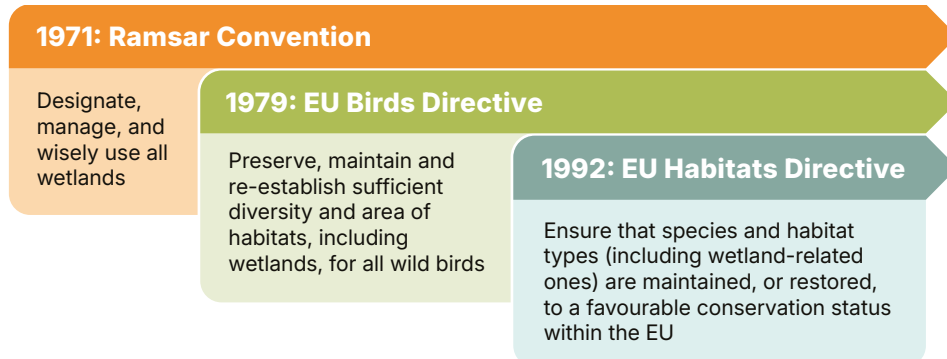 1971: Ramsar Convention
Designate,
manage, and
wisely use all
wetlands
1979: EU Birds Directive
Preserve, maintain and
re-establish sufficient
diversity and area of
habitats, including
wetlands, for all wild birds
1992: EU Habitats Directive
Ensure that species and habitat
types (including wetland-related
ones) are maintained, or restored,
to a favourable conservation status
within the EU